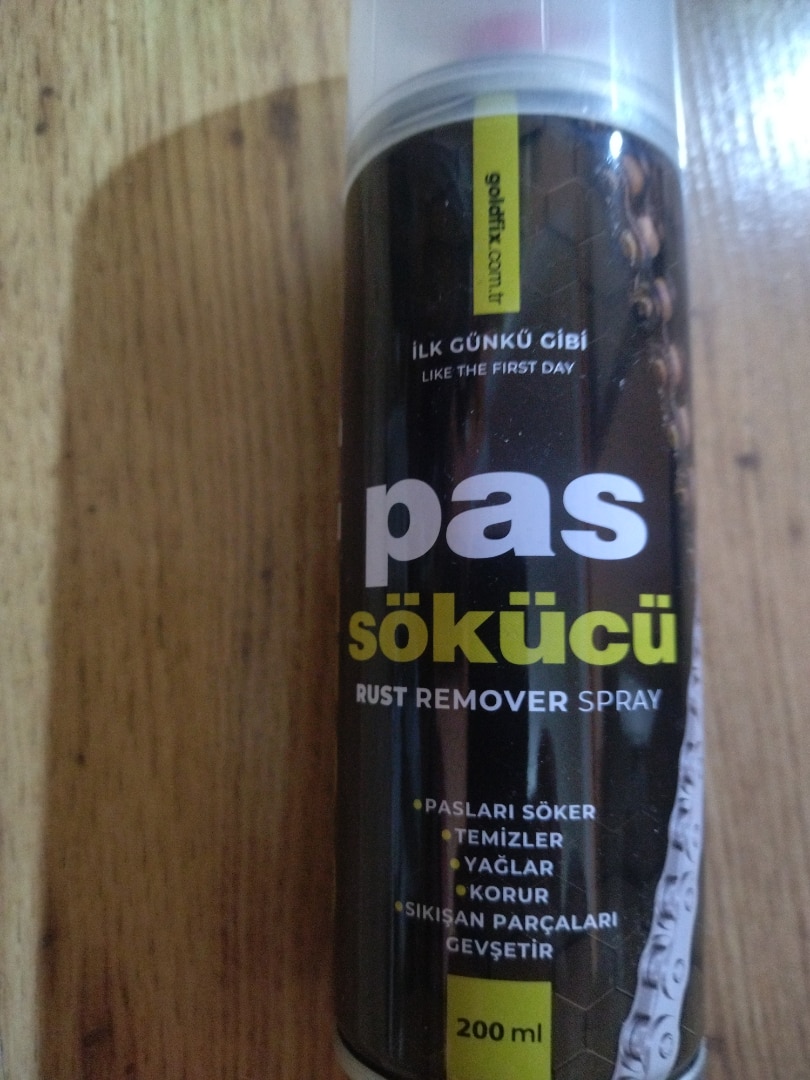 goldfix.com.tr
İLK GÜNKÜ GİBİ
LIKE THE FIRST DAY
pas
sökücü
RUST REMOVER SPRAY
•PASLARI SÖKER
•TEMİZLER
•YAĞLAR
•KORUR
•SIKIŞAN PARÇALARI
GEVŞETİR
200 ml